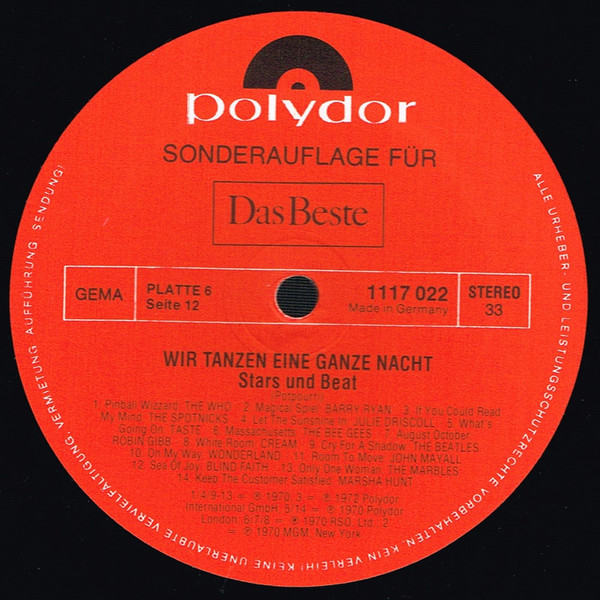 polydor
SONDERAUFLAGE FÜR
Das Beste
GEMA
PLATTE 6
Seite 12
1117 022
Made in Germany
STEREO
33
WIR TANZEN EINE GANZE NACHT
Stars und Beat
(Potpourri)
1. Pinball Wizzard: THE WHO 2. Magical Spiel: BARRY RYAN 3. If You Could Read
My Mind: THE SPOTNICKS 4. Let The Sunshine In: JULIE DRISCOLL 5. What's
Going On: TASTE 6. Massachusetts: THE BEE GEES 7. August October:
ROBIN GIBB 8. White Room: CREAM 9. Cry For A Shadow: THE BEATLES
10. On My Way: WONDERLAND 11. Room To Move: JOHN MAYALL
12. Sea Of Joy: BLIND FAITH 13. Only One Woman: THE MARBLES
14. Keep The Customer Satisfied: MARSHA HUNT
1/4/9-13 = ℗ 1970 3 = ℗ 1972 Polydor
International GmbH 5/14 = ℗ 1970 Polydor
London 6/7/8 = ℗ 1970 RSO, Ltd. 2
= ℗ 1970 MGM, New York
ALLE URHEBER- UND LEISTUNGSSCHUTZRECHTE VORBEHALTEN. KEIN VERLEIH! KEINE UNERLAUBTE VERVIELFÄLTIGUNG, VERMIETUNG, AUFFÜHRUNG, SENDUNG!